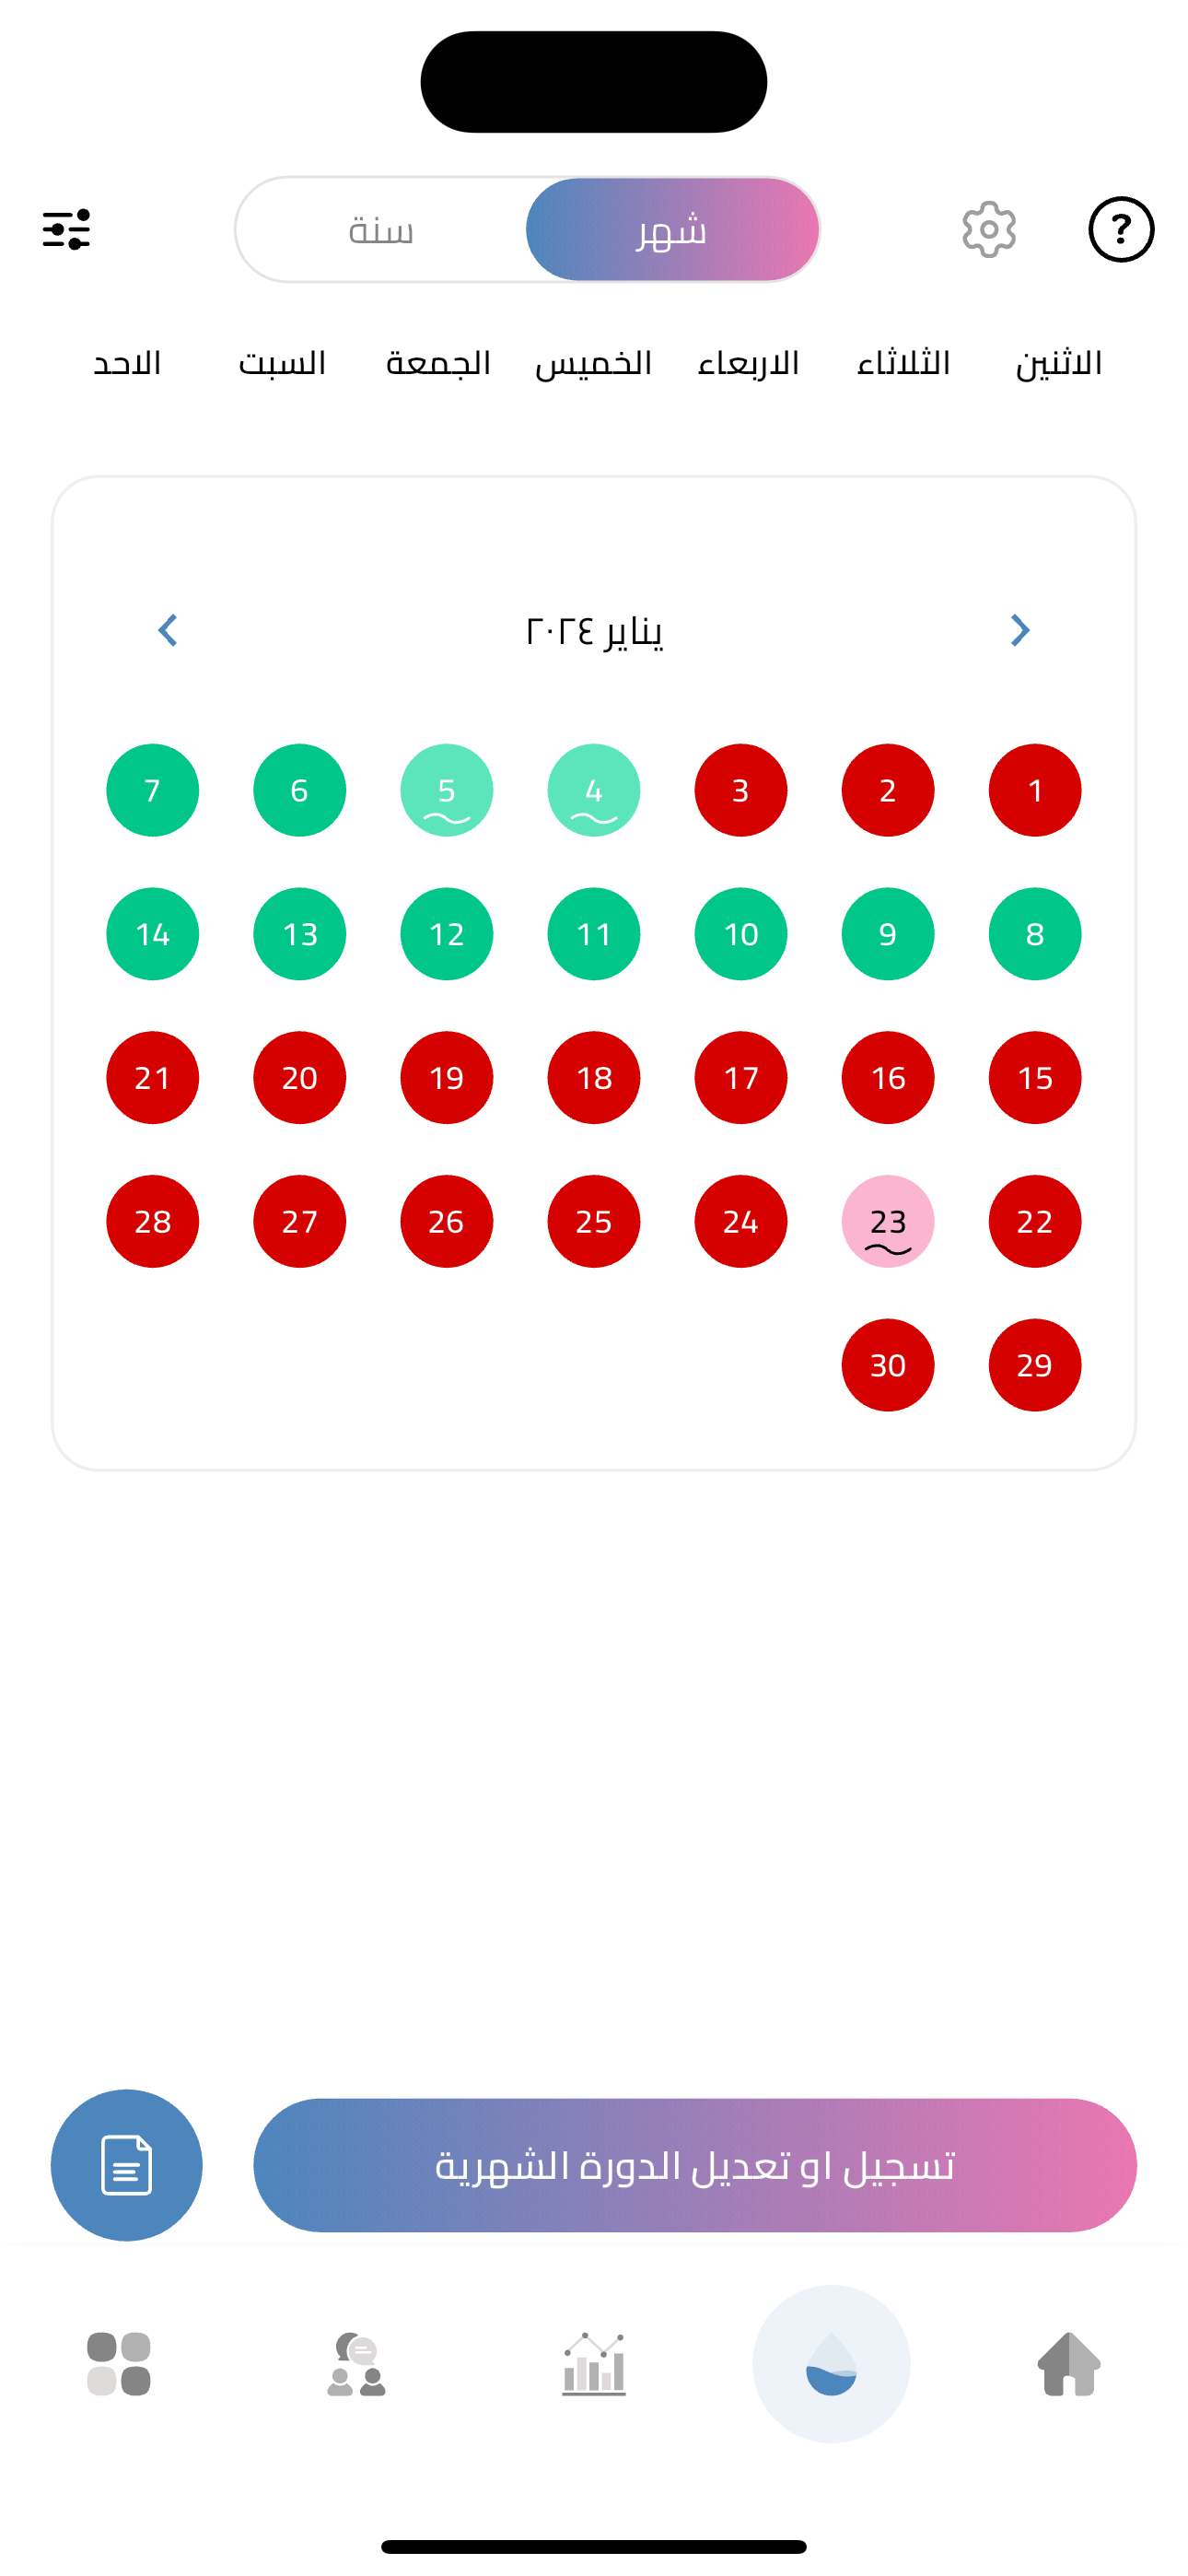 ? شهر سنة
الاثنين الثلاثاء الاربعاء الخميس الجمعة السبت الاحد
يناير ٢٠٢٤
1 2 3 4 5 6 7
8 9 10 11 12 13 14
15 16 17 18 19 20 21
22 23 24 25 26 27 28
29 30
تسجيل او تعديل الدورة الشهرية